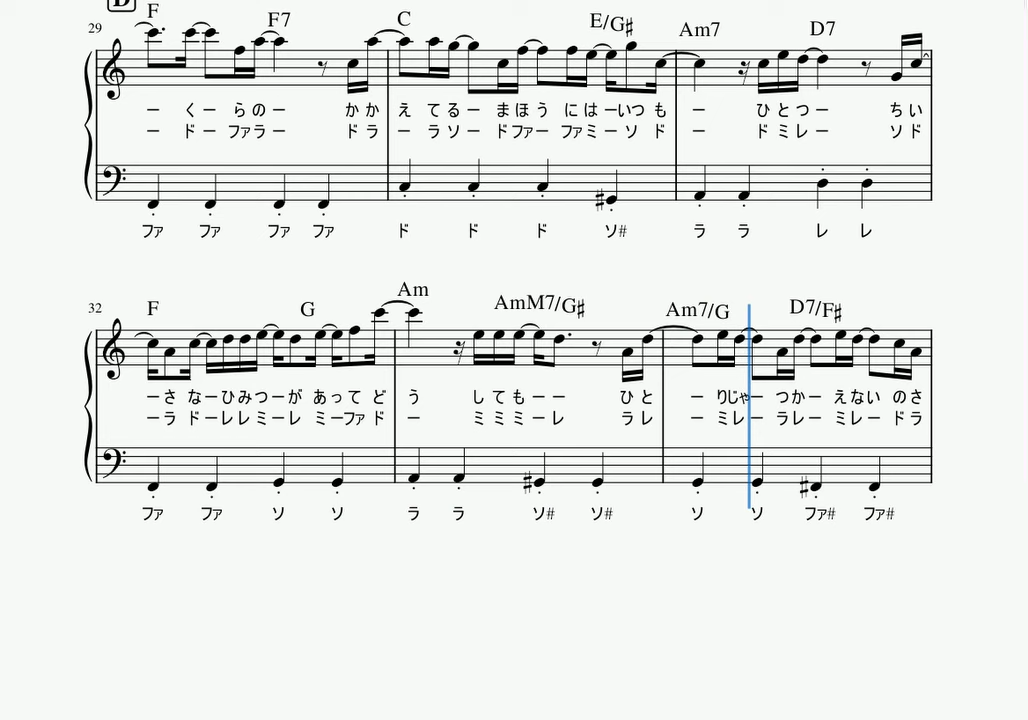 D
F F7 C E/G♯ Am7 D7
29
ー くー らのー かか え てるー まほう にはーいつ も ー ひとつー ちい
ー ドー ファラー ドラ ー ラソー ドファー ファミー ソ ド ー ドミレー ソド
ファ ファ ファ ファ ド ド ド ソ# ラ ラ レ レ
F G Am AmM7/G♯ Am7/G D7/F♯
32
ーさ なーひみつーが あって ど う しても ーー ひと ー りじゃー つかー えない のさ
ーラ ドーレレミーレ ミーファ ド ー ミミミーレ ラレ ー ミレー ラレー ミレー ドラ
ファ ファ ソ ソ ラ ラ ソ# ソ# ソ ソ ファ# ファ#